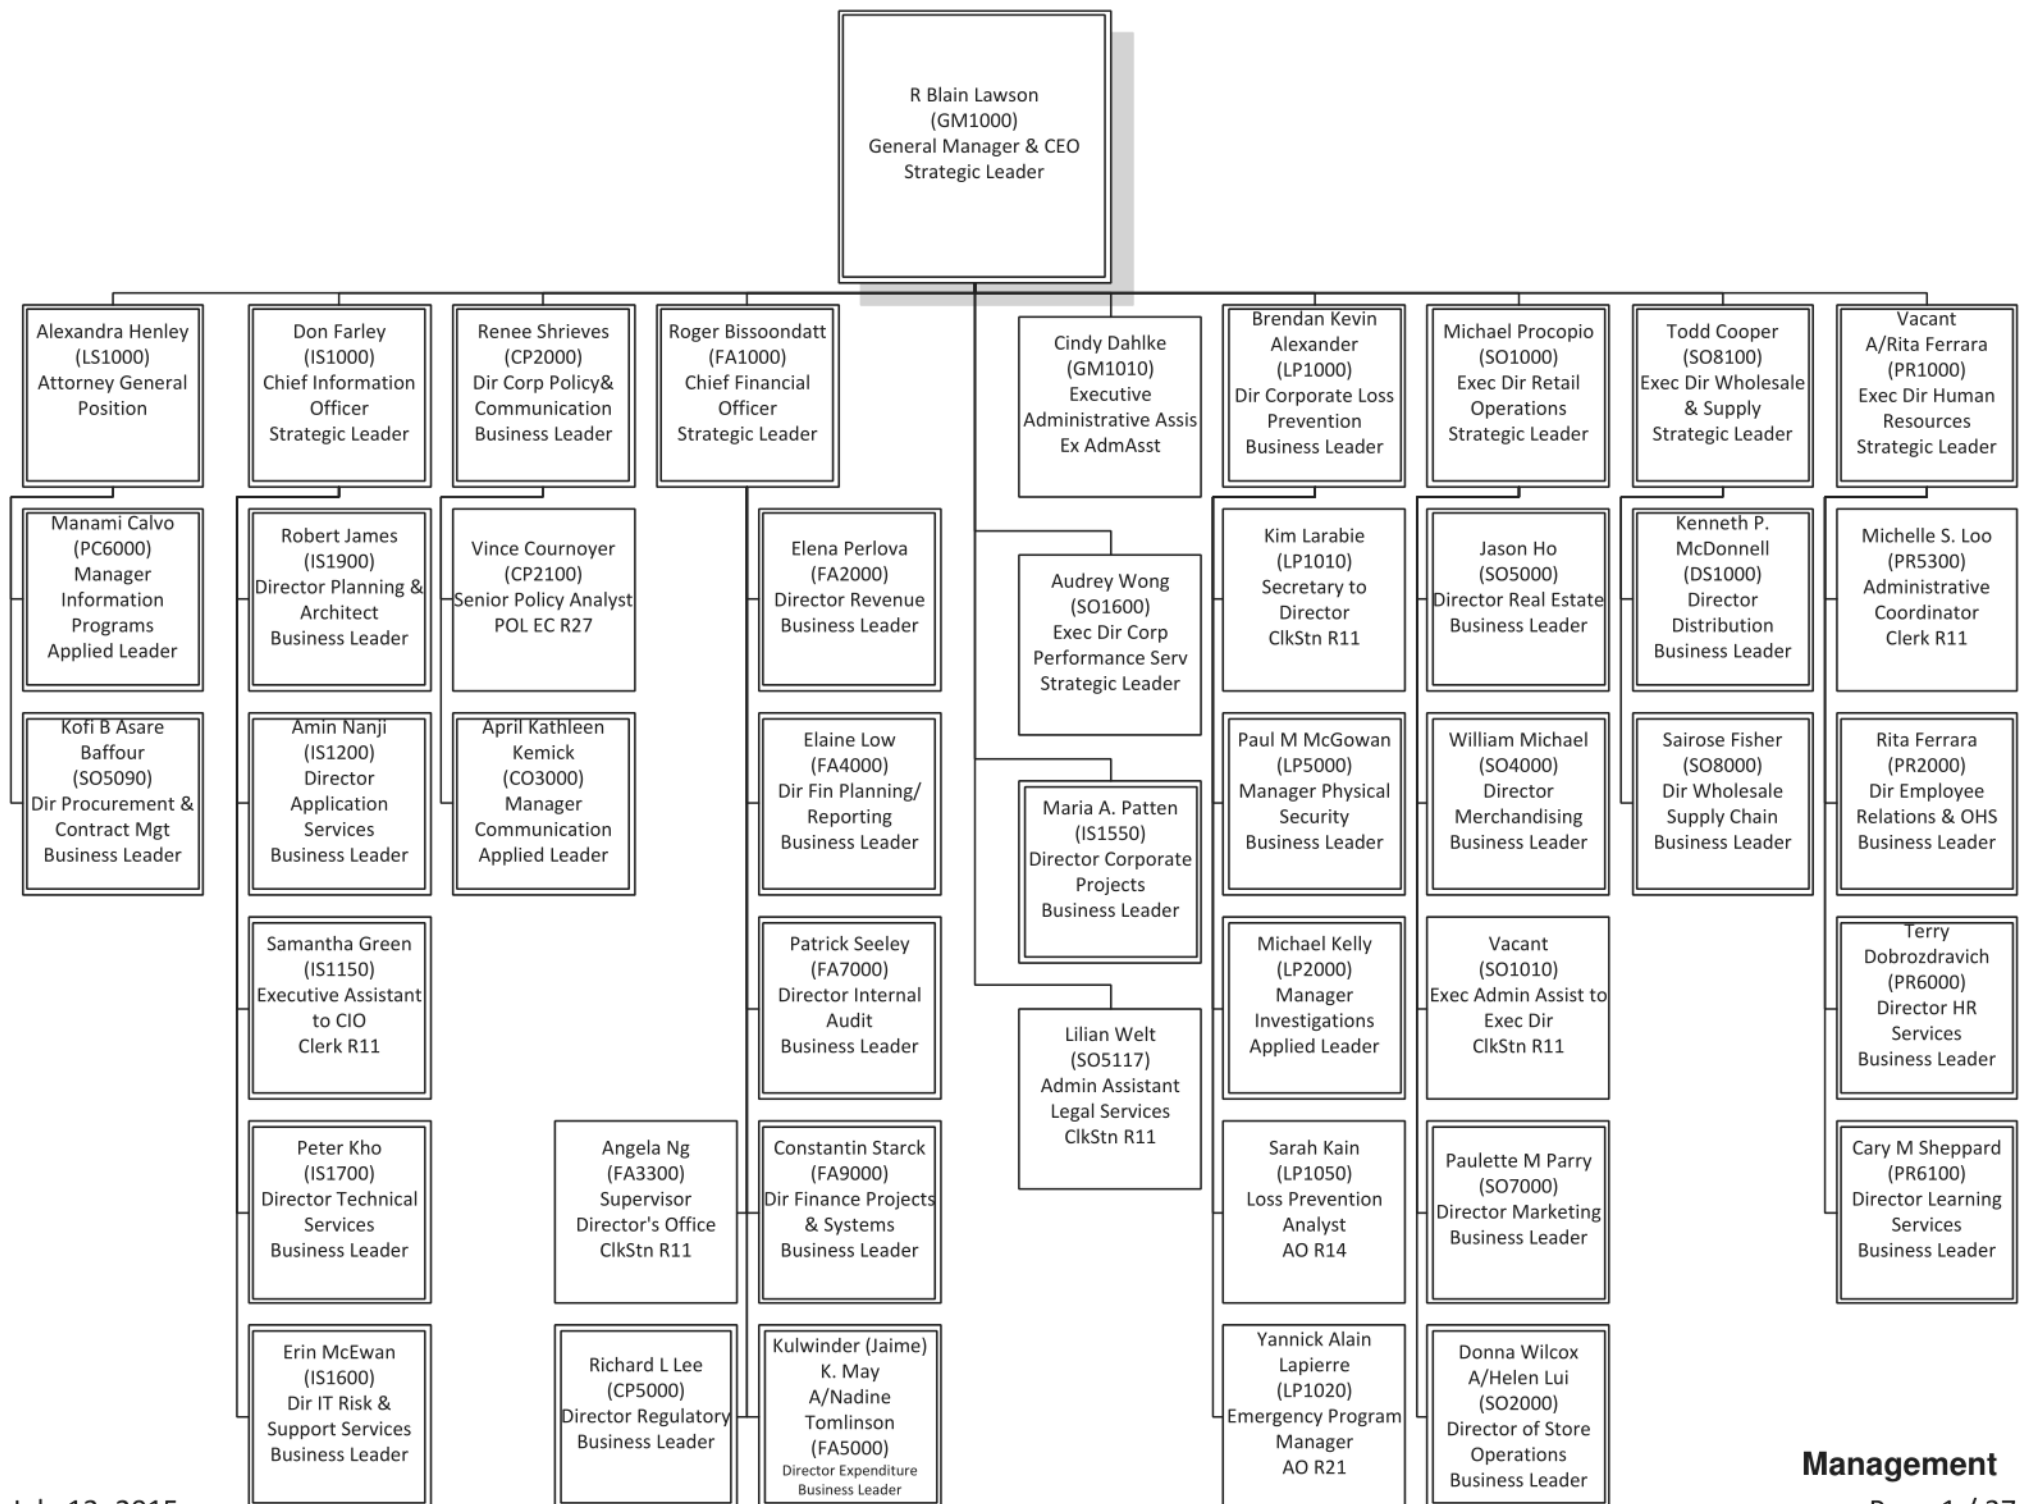 R Blain Lawson
(GM1000)
General Manager & CEO
Strategic Leader
Alexandra Henley
(LS1000)
Attorney General
Position
Don Farley
(IS1000)
Chief Information
Officer
Strategic Leader
Renee Shrieves
(CP2000)
Dir Corp Policy&
Communication
Business Leader
Roger Bissoondatt
(FA1000)
Chief Financial
Officer
Strategic Leader
Cindy Dahlke
(GM1010)
Executive
Administrative Assis
Ex AdmAsst
Brendan Kevin
Alexander
(LP1000)
Dir Corporate Loss
Prevention
Business Leader
Michael Procopio
(SO1000)
Exec Dir Retail
Operations
Strategic Leader
Todd Cooper
(SO8100)
Exec Dir Wholesale
& Supply
Strategic Leader
Vacant
A/Rita Ferrara
(PR1000)
Exec Dir Human
Resources
Strategic Leader
Manami Calvo
(PC6000)
Manager
Information
Programs
Applied Leader
Robert James
(IS1900)
Director Planning &
Architect
Business Leader
Vince Cournoyer
(CP2100)
Senior Policy Analyst
POL EC R27
Elena Perlova
(FA2000)
Director Revenue
Business Leader
Audrey Wong
(SO1600)
Exec Dir Corp
Performance Serv
Strategic Leader
Kim Larabie
(LP1010)
Secretary to
Director
ClkStn R11
Jason Ho
(SO5000)
Director Real Estate
Business Leader
Kenneth P.
McDonnell
(DS1000)
Director
Distribution
Business Leader
Michelle S. Loo
(PR5300)
Administrative
Coordinator
Clerk R11
Kofi B Asare
Baffour
(SO5090)
Dir Procurement &
Contract Mgt
Business Leader
Amin Nanji
(IS1200)
Director
Application
Services
Business Leader
April Kathleen
Kemick
(CO3000)
Manager
Communication
Applied Leader
Elaine Low
(FA4000)
Dir Fin Planning/
Reporting
Business Leader
Maria A. Patten
(IS1550)
Director Corporate
Projects
Business Leader
Paul M McGowan
(LP5000)
Manager Physical
Security
Business Leader
William Michael
(SO4000)
Director
Merchandising
Business Leader
Sairose Fisher
(SO8000)
Dir Wholesale
Supply Chain
Business Leader
Rita Ferrara
(PR2000)
Dir Employee
Relations & OHS
Business Leader
Samantha Green
(IS1150)
Executive Assistant
to CIO
Clerk R11
Patrick Seeley
(FA7000)
Director Internal
Audit
Business Leader
Lilian Welt
(SO5117)
Admin Assistant
Legal Services
ClkStn R11
Michael Kelly
(LP2000)
Manager
Investigations
Applied Leader
Vacant
(SO1010)
Exec Admin Assist to
Exec Dir
ClkStn R11
Terry
Dobrozdravich
(PR6000)
Director HR
Services
Business Leader
Peter Kho
(IS1700)
Director Technical
Services
Business Leader
Angela Ng
(FA3300)
Supervisor
Director's Office
ClkStn R11
Constantin Starck
(FA9000)
Dir Finance Projects
& Systems
Business Leader
Sarah Kain
(LP1050)
Loss Prevention
Analyst
AO R14
Paulette M Parry
(SO7000)
Director Marketing
Business Leader
Cary M Sheppard
(PR6100)
Director Learning
Services
Business Leader
Erin McEwan
(IS1600)
Dir IT Risk &
Support Services
Business Leader
Richard L Lee
(CP5000)
Director Regulatory
Business Leader
Kulwinder (Jaime)
K. May
A/Nadine
Tomlinson
(FA5000)
Director Expenditure
Business Leader
Yannick Alain
Lapierre
(LP1020)
Emergency Program
Manager
AO R21
Donna Wilcox
A/Helen Lui
(SO2000)
Director of Store
Operations
Business Leader
Management